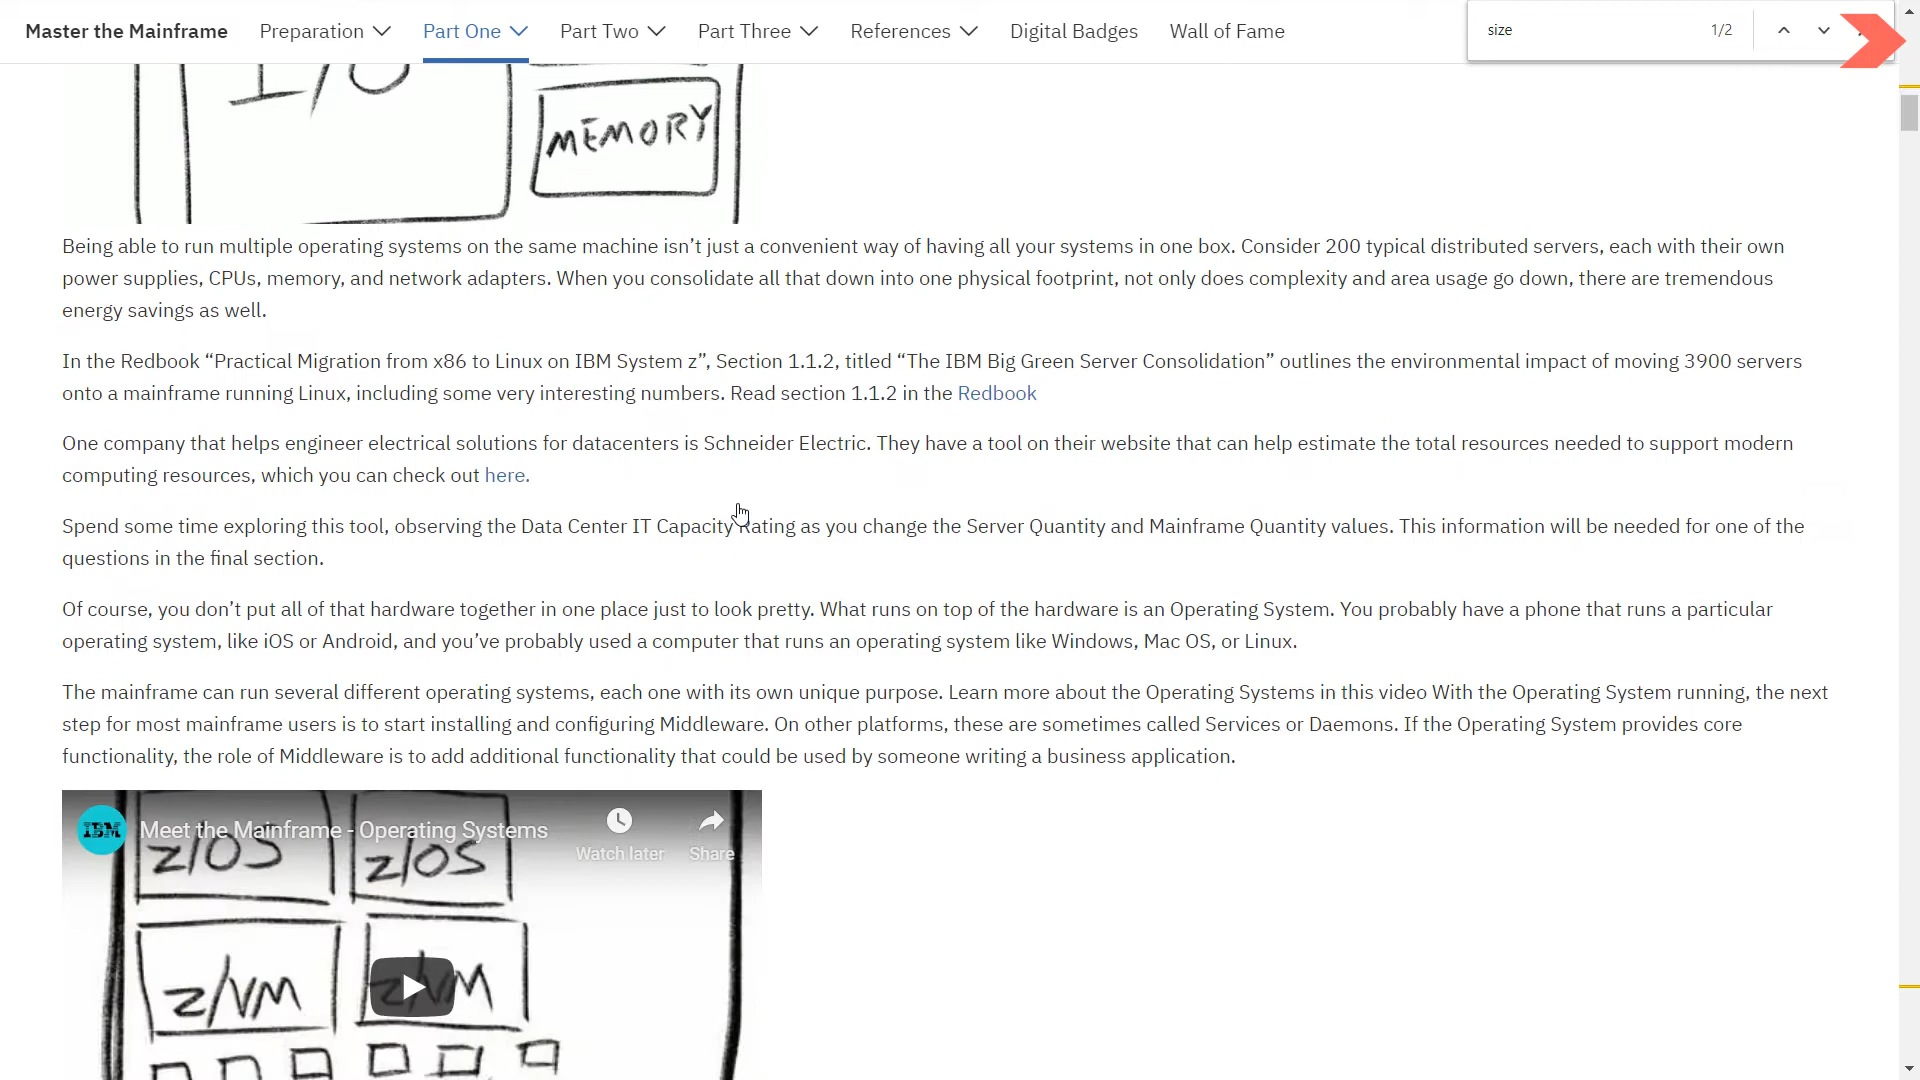 Master the Mainframe Preparation Part One Part Two Part Three References Digital Badges Wall of Fame size 1/2
I/O
MEMORY
Being able to run multiple operating systems on the same machine isn’t just a convenient way of having all your systems in one box. Consider 200 typical distributed servers, each with their own
power supplies, CPUs, memory, and network adapters. When you consolidate all that down into one physical footprint, not only does complexity and area usage go down, there are tremendous
energy savings as well.
In the Redbook “Practical Migration from x86 to Linux on IBM System z”, Section 1.1.2, titled “The IBM Big Green Server Consolidation” outlines the environmental impact of moving 3900 servers
onto a mainframe running Linux, including some very interesting numbers. Read section 1.1.2 in the Redbook
One company that helps engineer electrical solutions for datacenters is Schneider Electric. They have a tool on their website that can help estimate the total resources needed to support modern
computing resources, which you can check out here.
Spend some time exploring this tool, observing the Data Center IT Capacity Rating as you change the Server Quantity and Mainframe Quantity values. This information will be needed for one of the
questions in the final section.
Of course, you don’t put all of that hardware together in one place just to look pretty. What runs on top of the hardware is an Operating System. You probably have a phone that runs a particular
operating system, like iOS or Android, and you’ve probably used a computer that runs an operating system like Windows, Mac OS, or Linux.
The mainframe can run several different operating systems, each one with its own unique purpose. Learn more about the Operating Systems in this video With the Operating System running, the next
step for most mainframe users is to start installing and configuring Middleware. On other platforms, these are sometimes called Services or Daemons. If the Operating System provides core
functionality, the role of Middleware is to add additional functionality that could be used by someone writing a business application.
IBM Meet the Mainframe - Operating Systems
Watch later Share
z/OS z/OS
z/VM z/VM